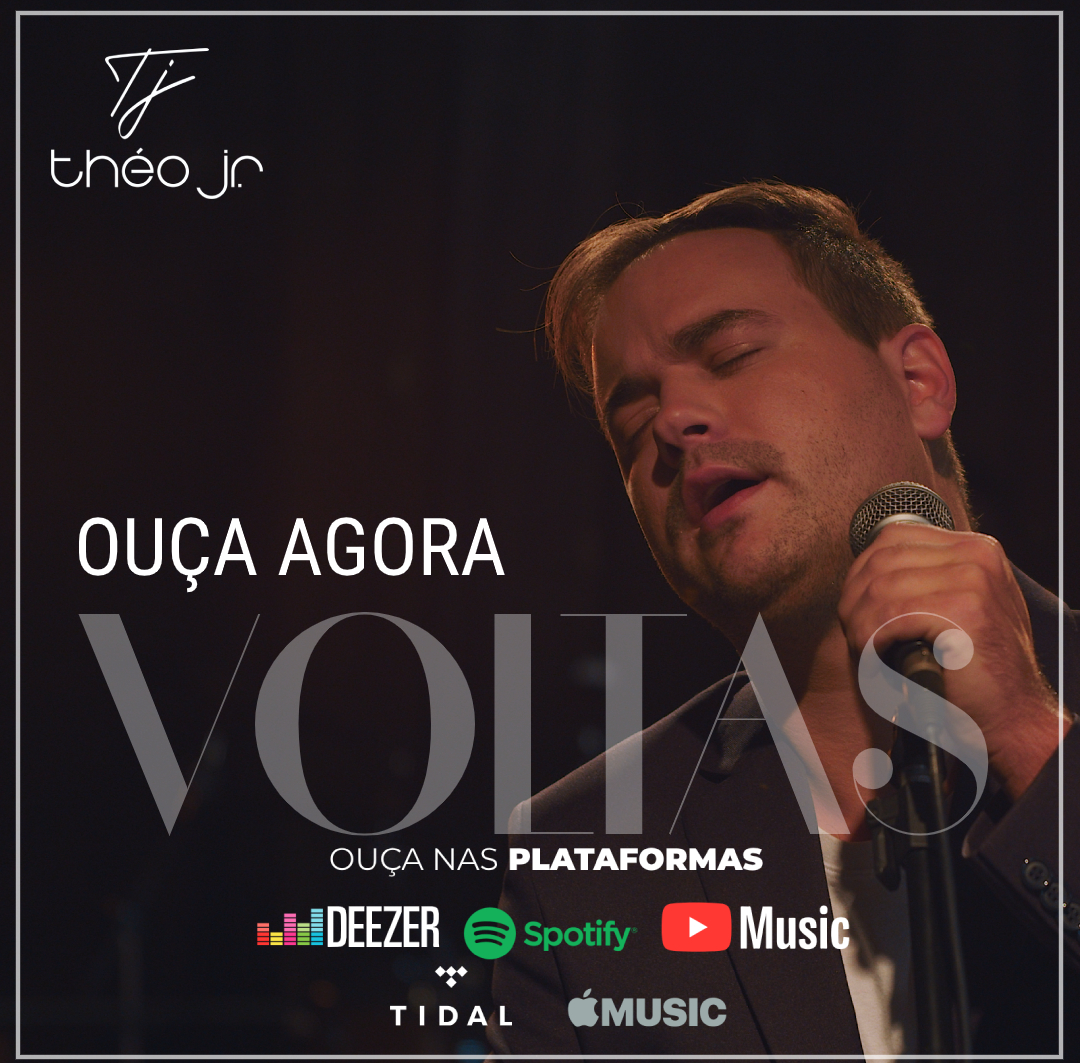 Tj
théo jr.
OUÇA AGORA
VOLTAS
OUÇA NAS PLATAFORMAS
DEEZER Spotify® Music
TIDAL MUSIC